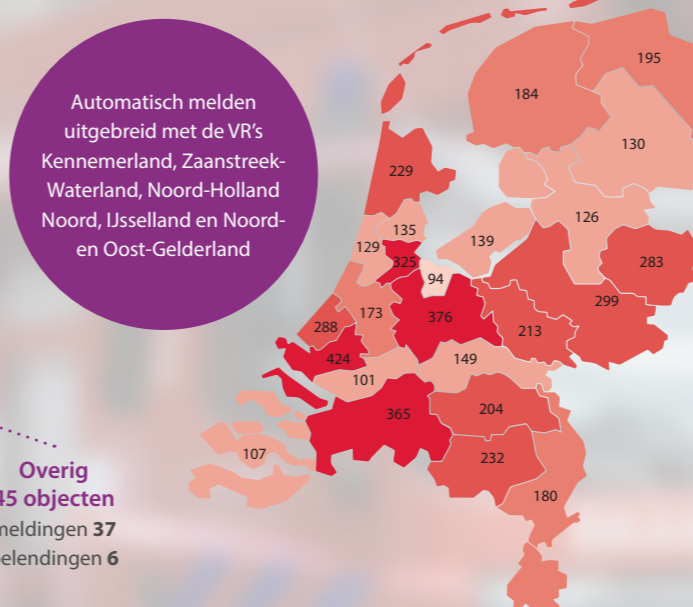 Automatisch melden
uitgebreid met de VR's
Kennemerland, Zaanstreek-
Waterland, Noord-Holland
Noord, IJsselland en Noord-
en Oost-Gelderland
195
184
130
229
126
135
139
129
325
283
94
299
173
376
288
213
424
149
101
204
365
107
232
180
Overig
45 objecten
meldingen 37
belendingen 6